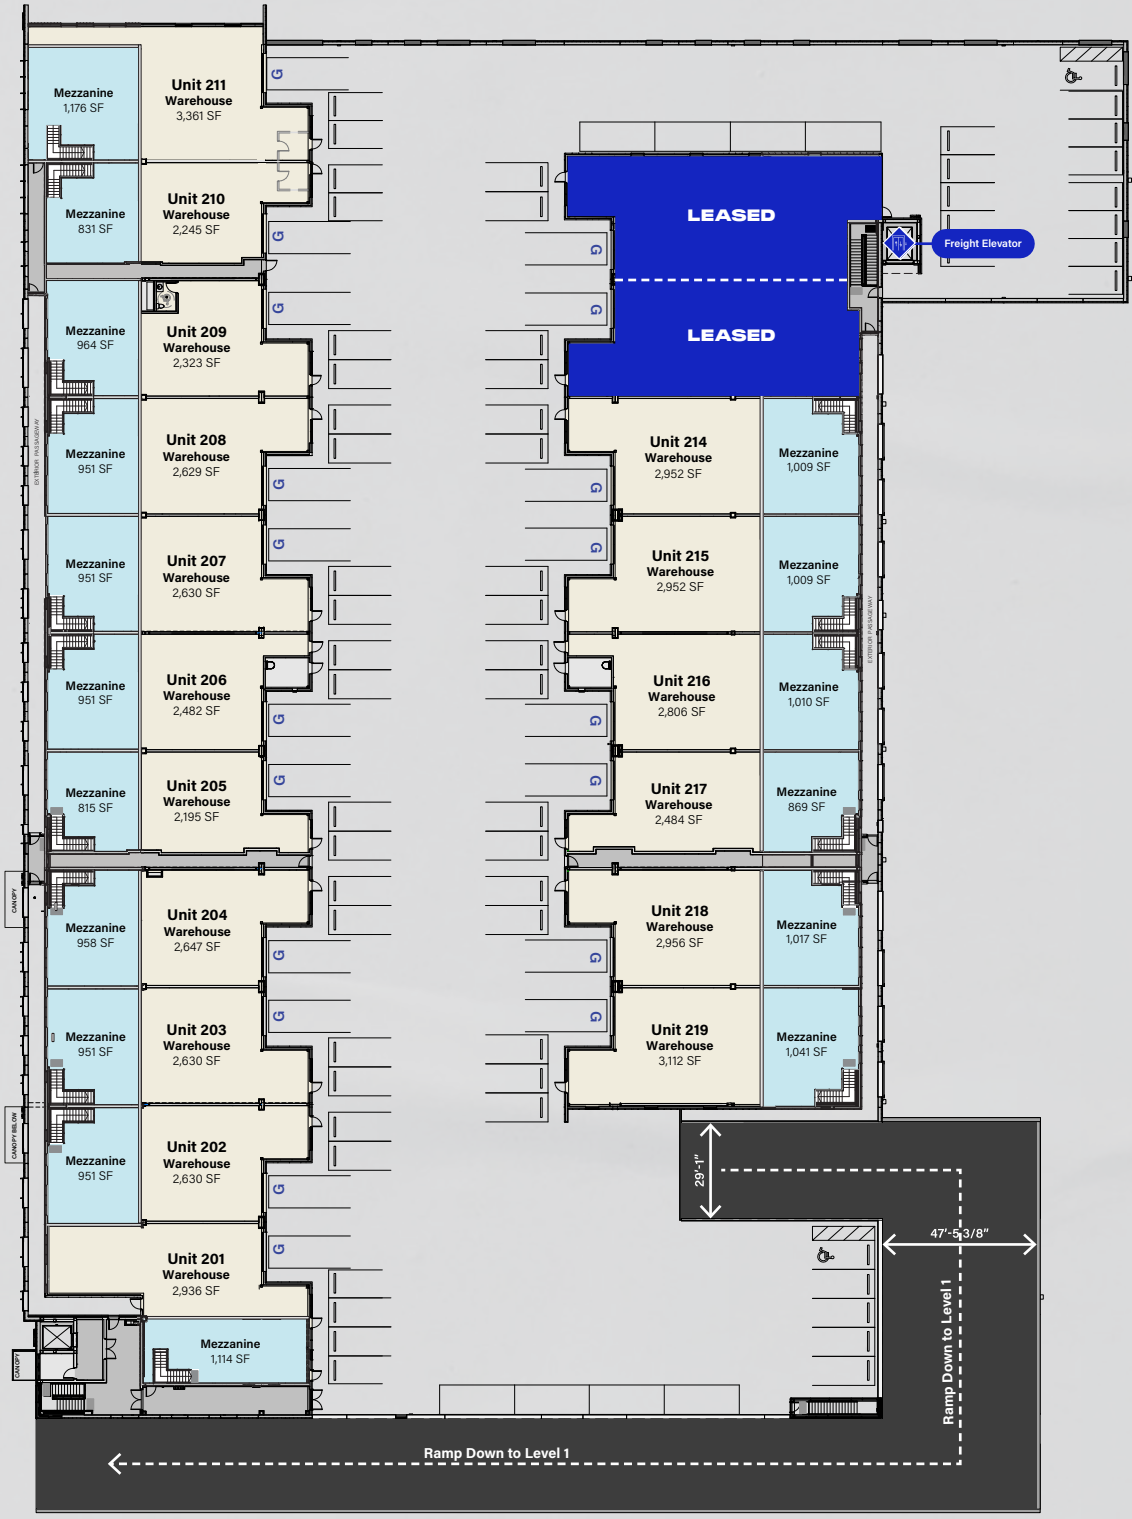 Mezzanine
1,176 SF
Unit 211
Warehouse
3,361 SF
G
Mezzanine
831 SF
Unit 210
Warehouse
2,245 SF
G
Mezzanine
964 SF
Unit 209
Warehouse
2,323 SF
G
EXTERIOR PASSAGEWAY
Mezzanine
951 SF
Unit 208
Warehouse
2,629 SF
G
Mezzanine
951 SF
Unit 207
Warehouse
2,630 SF
G
Mezzanine
951 SF
Unit 206
Warehouse
2,482 SF
G
Mezzanine
815 SF
Unit 205
Warehouse
2,195 SF
G
CANOPY
Mezzanine
958 SF
Unit 204
Warehouse
2,647 SF
G
Mezzanine
951 SF
Unit 203
Warehouse
2,630 SF
G
CANOPY BELOW
Mezzanine
951 SF
Unit 202
Warehouse
2,630 SF
G
Unit 201
Warehouse
2,936 SF
G
CANOPY
Mezzanine
1,114 SF
LEASED
G
Freight Elevator
LEASED
G
Unit 214
Warehouse
2,952 SF
G
Mezzanine
1,009 SF
Unit 215
Warehouse
2,952 SF
G
Mezzanine
1,009 SF
EXTERIOR PASSAGEWAY
Unit 216
Warehouse
2,806 SF
G
Mezzanine
1,010 SF
Unit 217
Warehouse
2,484 SF
G
Mezzanine
869 SF
Unit 218
Warehouse
2,956 SF
G
Mezzanine
1,017 SF
Unit 219
Warehouse
3,112 SF
G
Mezzanine
1,041 SF
29'-1"
47'-5 3/8"
Ramp Down to Level 1
Ramp Down to Level 1